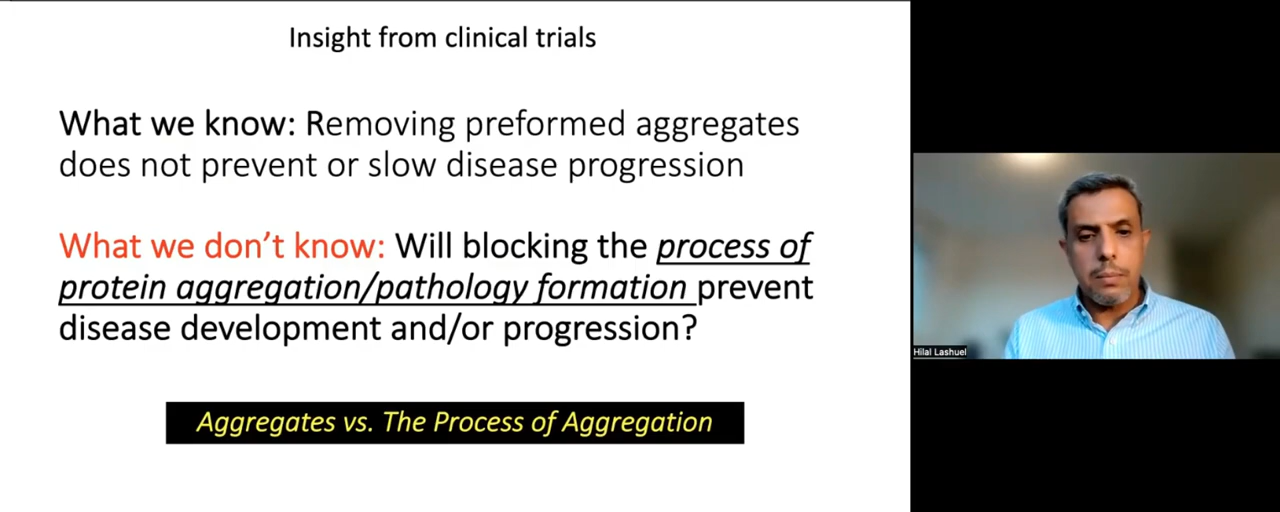 Insight from clinical trials
What we know: Removing preformed aggregates
does not prevent or slow disease progression
What we don’t know: Will blocking the process of
protein aggregation/pathology formation prevent
disease development and/or progression?
Aggregates vs. The Process of Aggregation
Hilal Lashuel